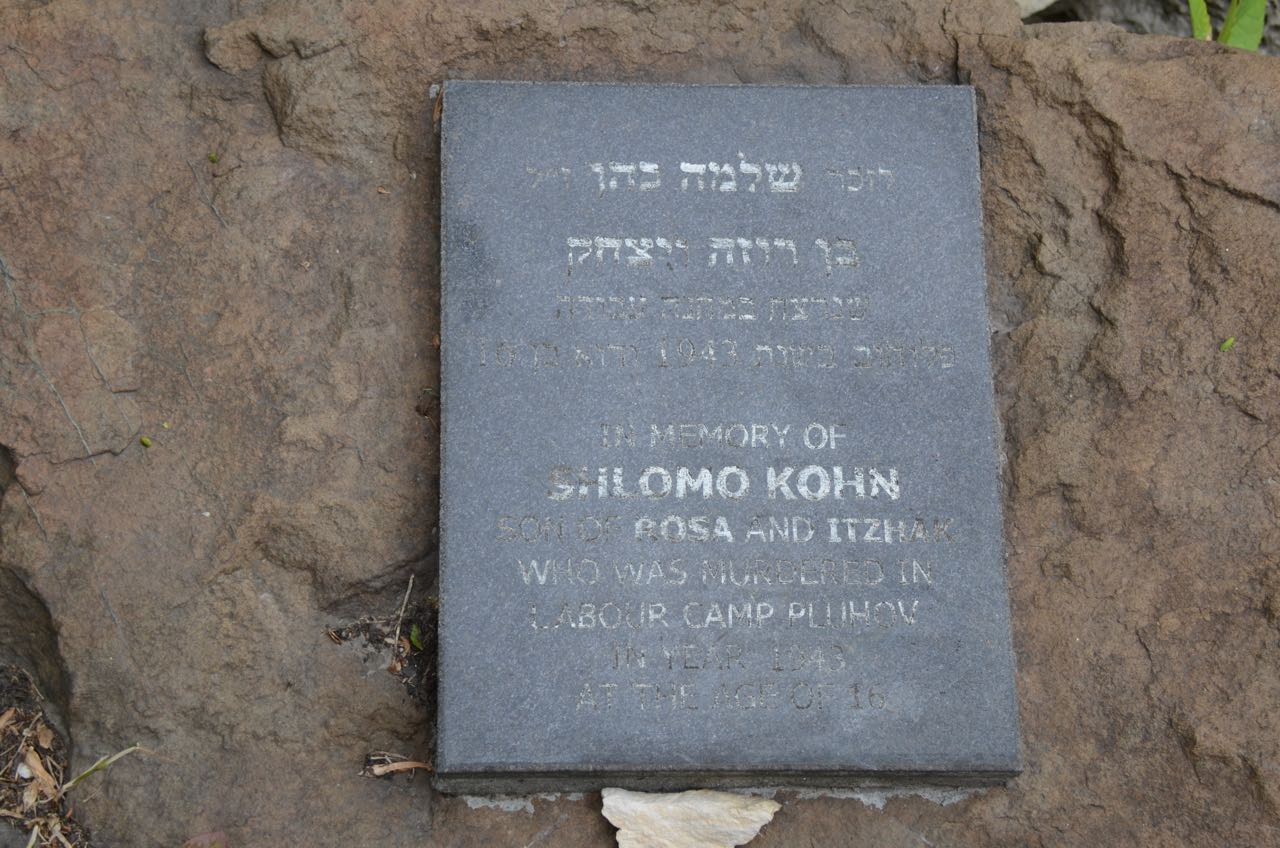 שלמה כהן ז״ל
בן רוזה ויצחק
שנרצח במחנה עבודה
פלוחוב בשנת 1943 והוא בן 16
IN MEMORY OF
SHLOMO KOHN
SON OF ROSA AND ITZHAK
WHO WAS MURDERED IN
LABOUR CAMP PLUHOV
IN YEAR 1943
AT THE AGE OF 16